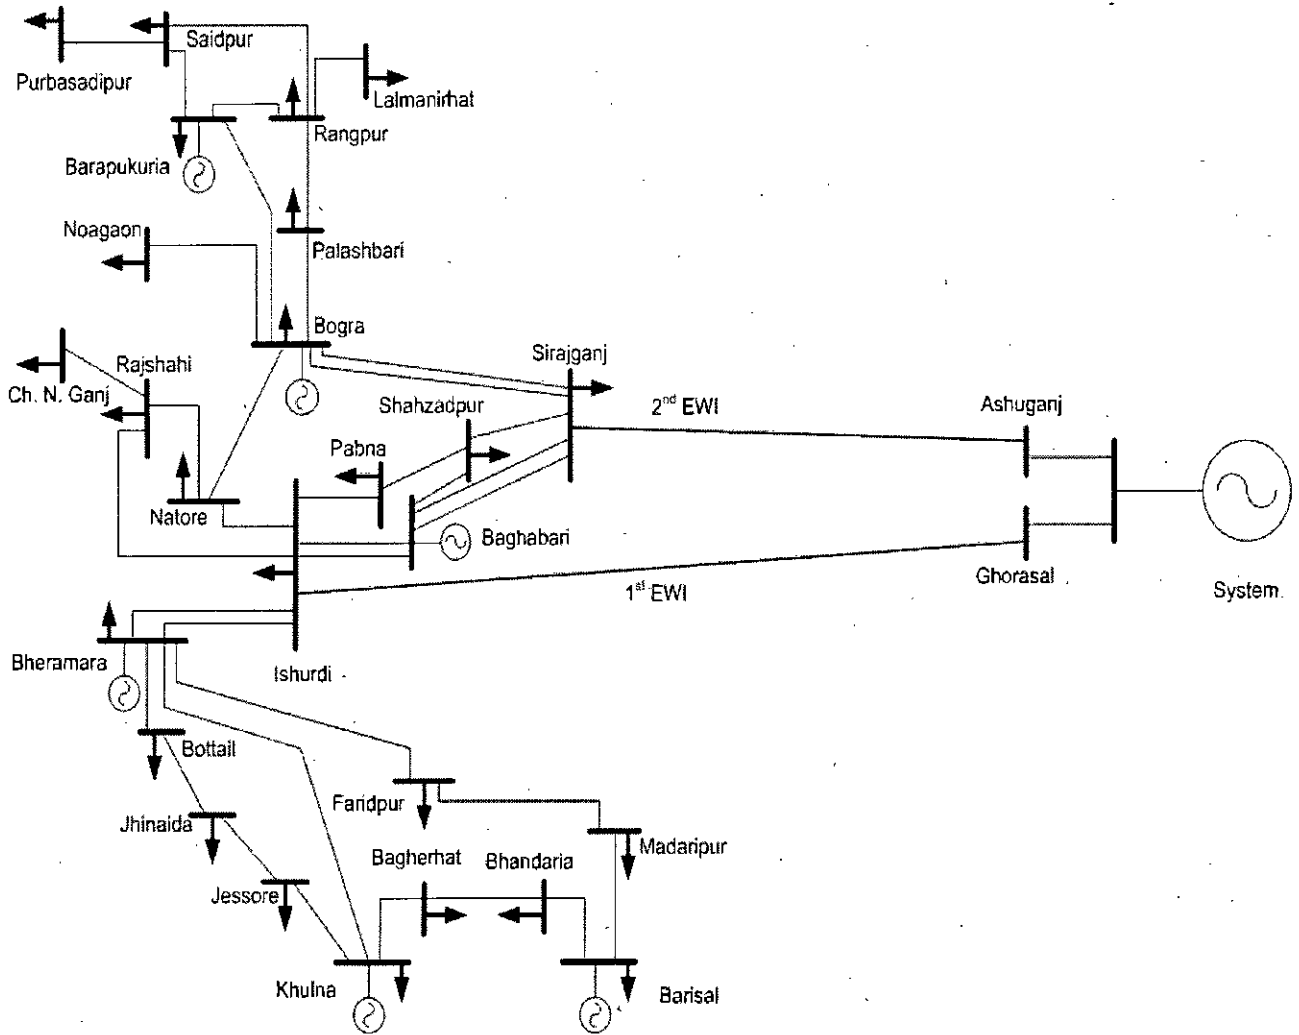 Saidpur
Purbasadipur
Lalmanirhat
Rangpur
Barapukuria
Noagaon
Palashbari
Bogra
Sirajganj
Rajshahi
Ch. N. Ganj
Shahzadpur
2nd EWI
Ashuganj
Pabna
Natore
Baghabari
Ghorasal
1st EWI
System.
Bheramara
Ishurdi
Bottail
Faridpur
Jhinaida
Madaripur
Bagherhat
Bhandaria
Jessore
Khulna
Barisal